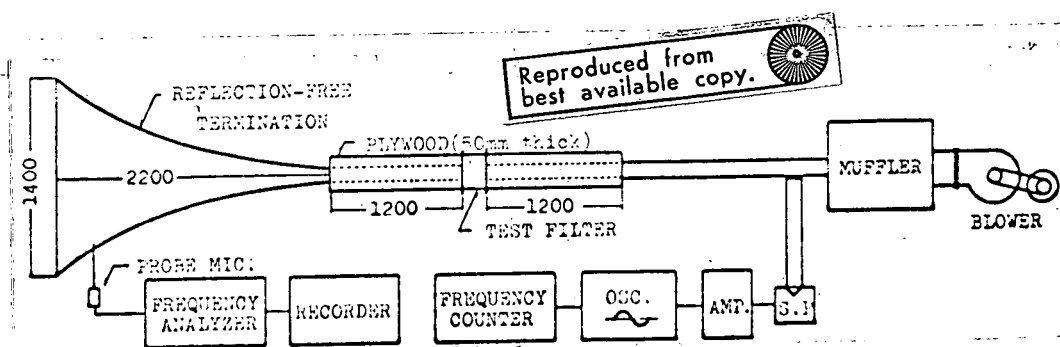 Reproduced from
best available copy.
REFLECTION-FREE
TERMINATION
PLYWOOD(50mm thick)
1400
2200
1200
1200
TEST FILTER
MUFFLER
BLOWER
PROBE MIC.
FREQUENCY
ANALYZER
RECORDER
FREQUENCY
COUNTER
OSC.
AMP.